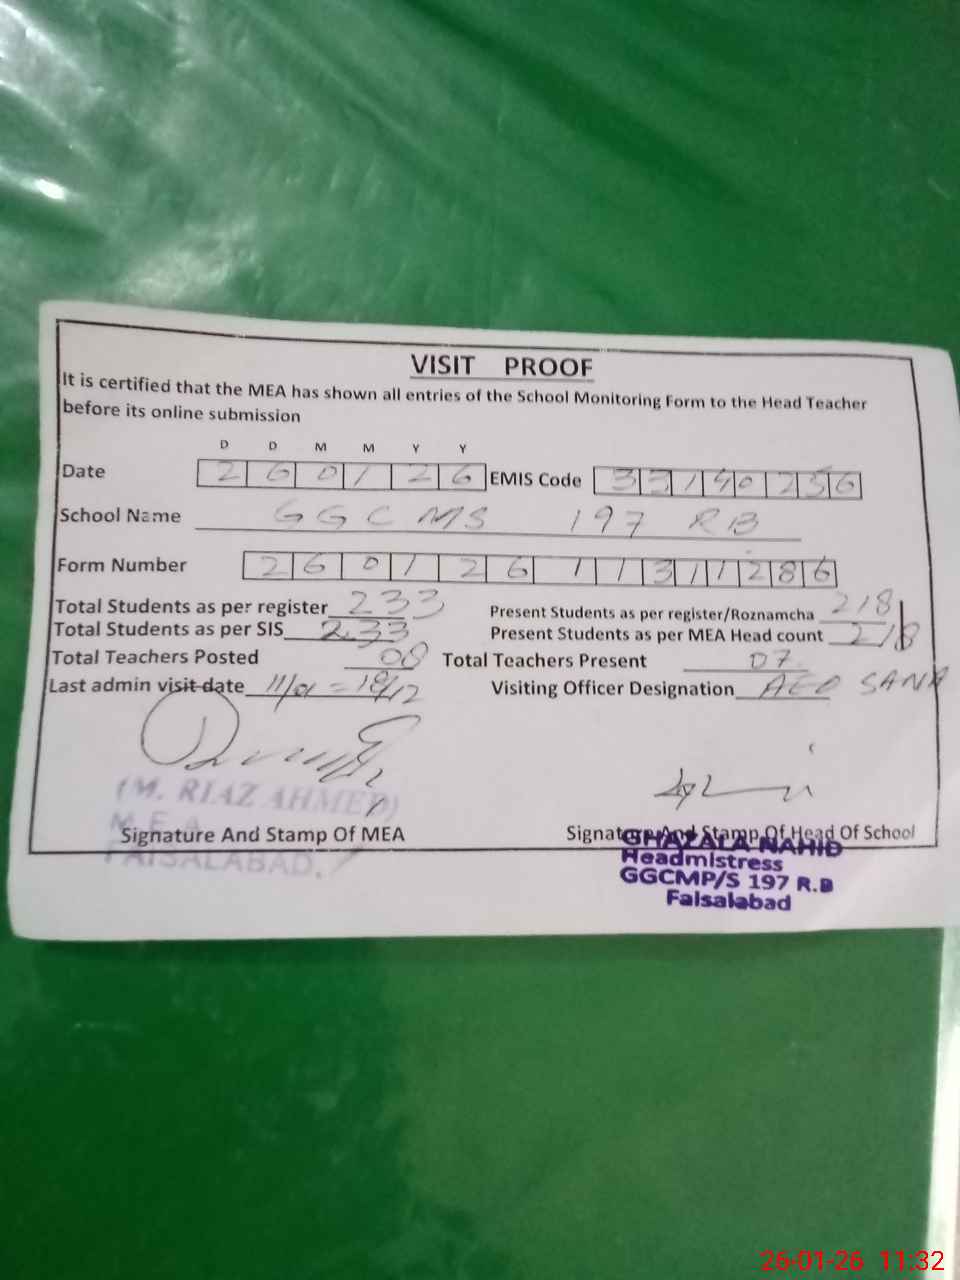 VISIT PROOF
It is certified that the MEA has shown all entries of the School Monitoring Form to the Head Teacher
before its online submission
D D M M Y Y
Date 2 6 0 1 2 6 EMIS Code 3 3 1 4 0 2 5 6
School Name GGCMS 197 RB
Form Number 2 6 0 1 2 6 1 1 3 1 1 2 8 6
Total Students as per register 233 Present Students as per register/Roznamcha 218
Total Students as per SIS 233 Present Students as per MEA Head count 218
Total Teachers Posted 08 Total Teachers Present 07
Last admin visit date 11/01 = 18/12 Visiting Officer Designation AEO SANA
(M. RIAZ AHMED)
M.E.A
Signature And Stamp Of MEA Signature And Stamp Of Head Of School
FAISALABAD.
GHAZALA NAHID
Headmistress
GGCMP/S 197 R.B
Faisalabad
26-01-26 11:32